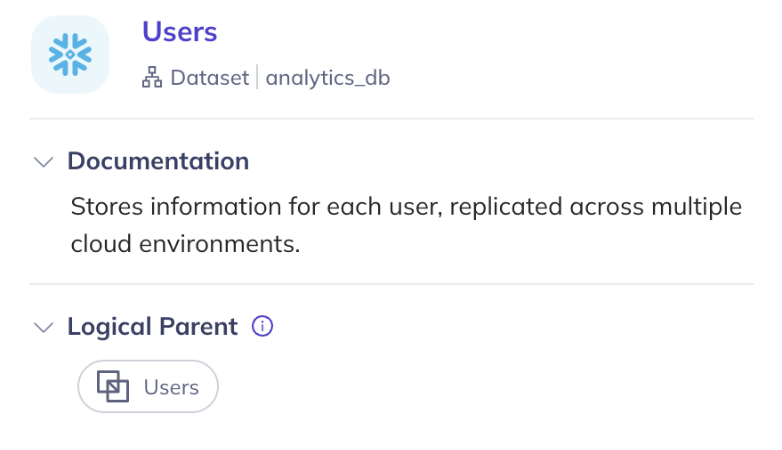 Users
Dataset | analytics_db
Documentation
Stores information for each user, replicated across multiple
cloud environments.
Logical Parent
Users